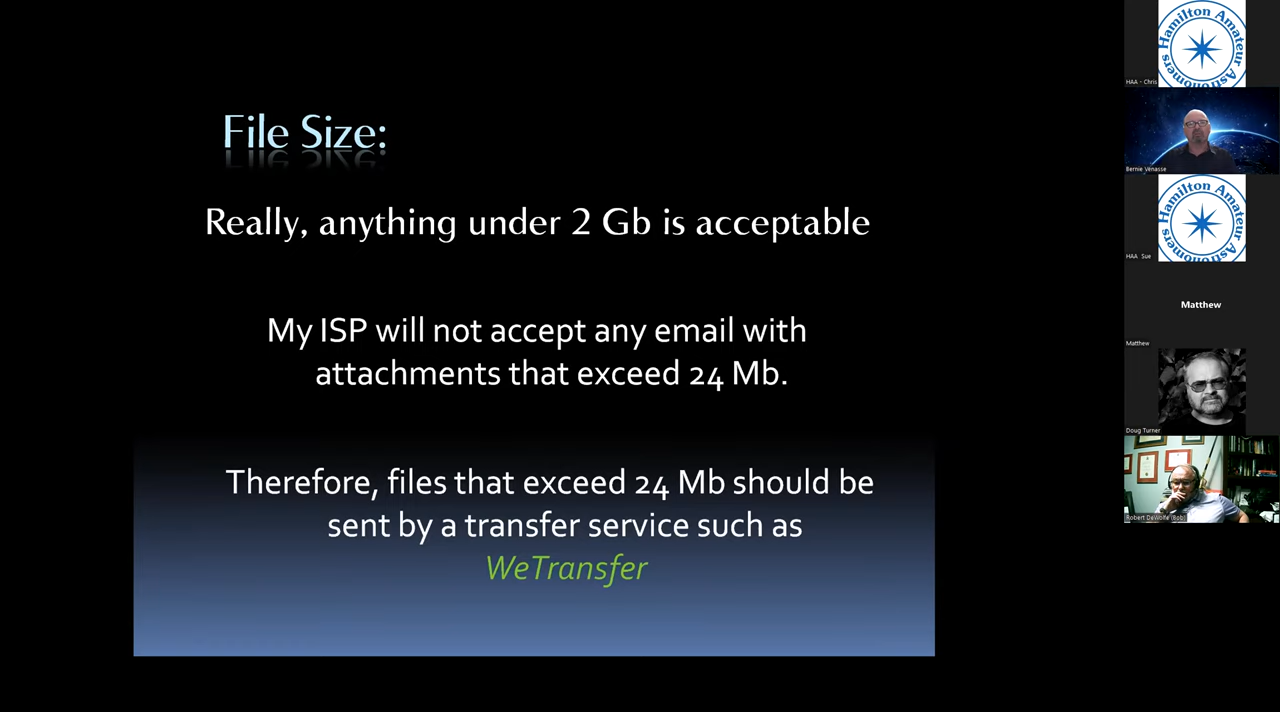 File Size:
Really, anything under 2 Gb is acceptable
My ISP will not accept any email with
attachments that exceed 24 Mb.
Therefore, files that exceed 24 Mb should be
sent by a transfer service such as
WeTransfer
Hamilton Amateur Astronomers
HAA - Chris
Bernie Venasse
Hamilton Amateur Astronomers
HAA Sue
Matthew
Matthew
Doug Turner
Robert DeWolfe (Bob)